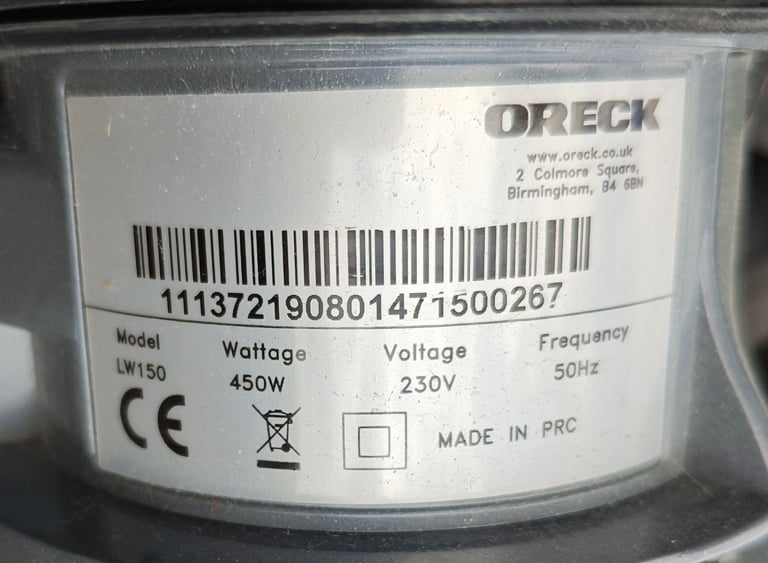 ORECK
www.oreck.co.uk
2 Colmore Square,
Birmingham, B4 6BN
111372190801471500267
Model Wattage Voltage Frequency
LW150 450W 230V 50Hz
CE
MADE IN PRC